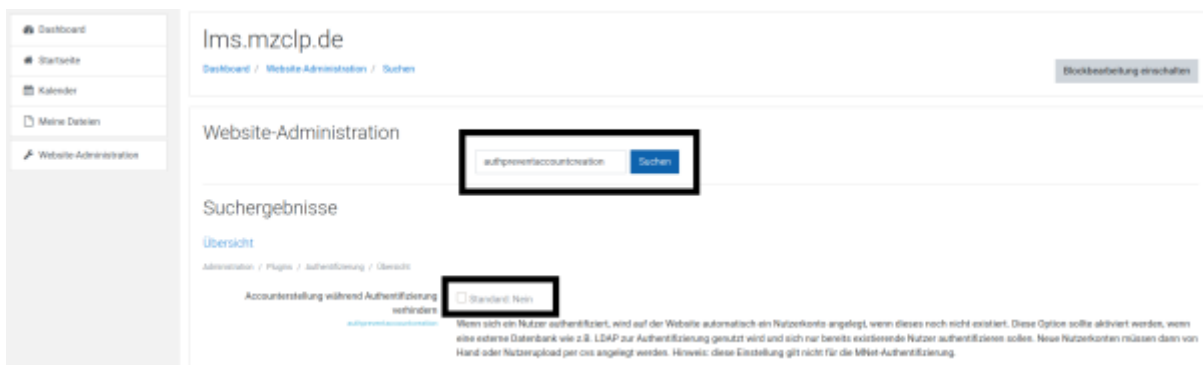 Dashboard
Startseite
Kalender
Meine Dateien
Website-Administration
lms.mzclp.de
Dashboard / Website-Administration / Suchen
Blockbearbeitung einschalten
Website-Administration
authpreventaccountcreation
Suchen
Suchergebnisse
Übersicht
Administration / Plugins / Authentifizierung / Übersicht
Accounterstellung während Authentifizierung
verhindern
authpreventaccountcreation
Standard: Nein
Wenn sich ein Nutzer authentifiziert, wird auf der Website automatisch ein Nutzerkonto angelegt, wenn dieses noch nicht existiert. Diese Option sollte aktiviert werden, wenn
eine externe Datenbank wie z.B. LDAP zur Authentifizierung genutzt wird und sich nur bereits existierende Nutzer authentifizieren sollen. Neue Nutzerkonten müssen dann von
Hand oder Nutzerupload per csv angelegt werden. Hinweis: diese Einstellung gilt nicht für die MNet-Authentifizierung.